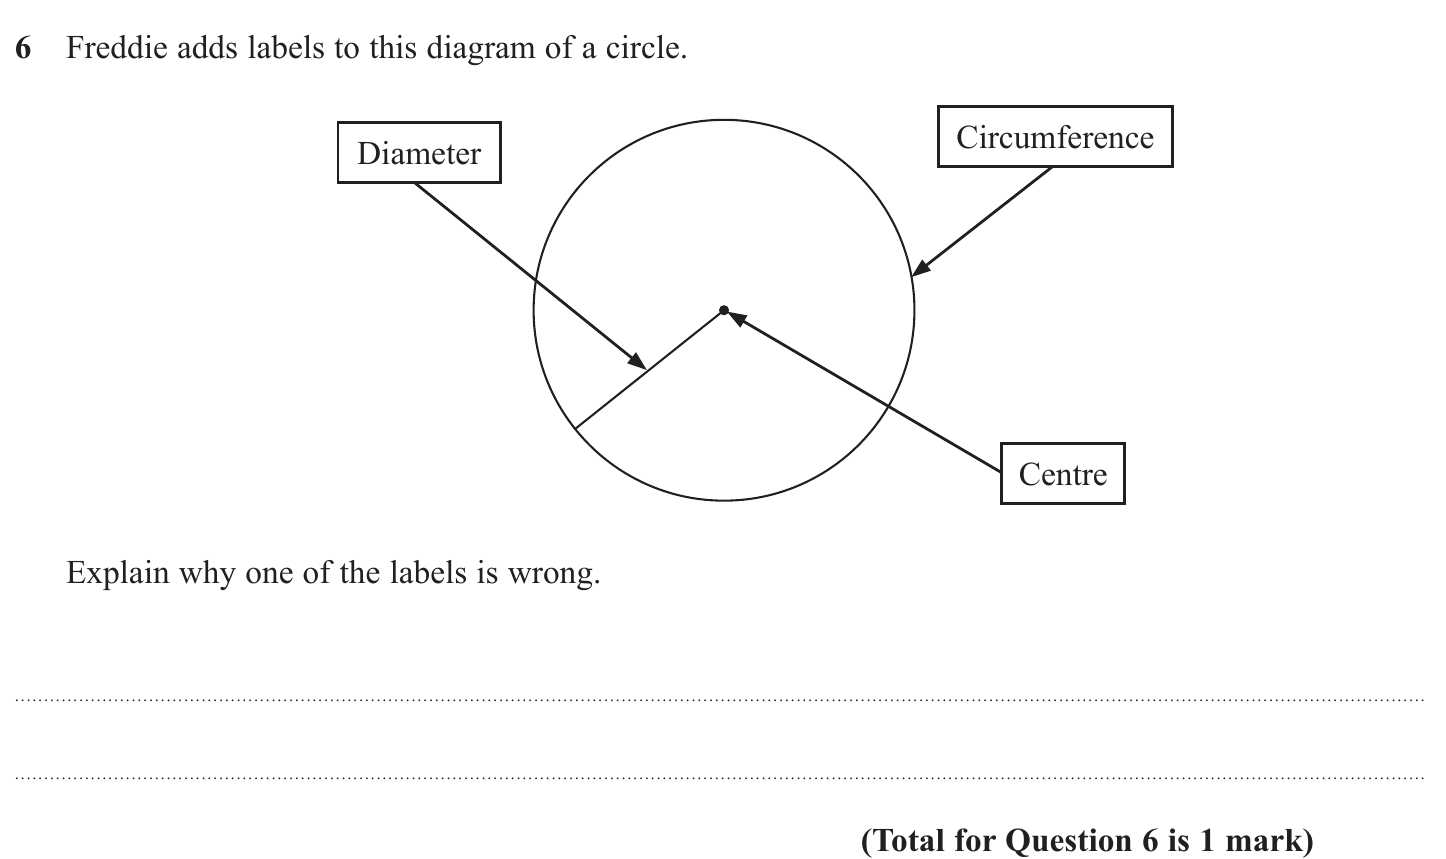 6 Freddie adds labels to this diagram of a circle.
Diameter
Circumference
Centre
Explain why one of the labels is wrong.
(Total for Question 6 is 1 mark)